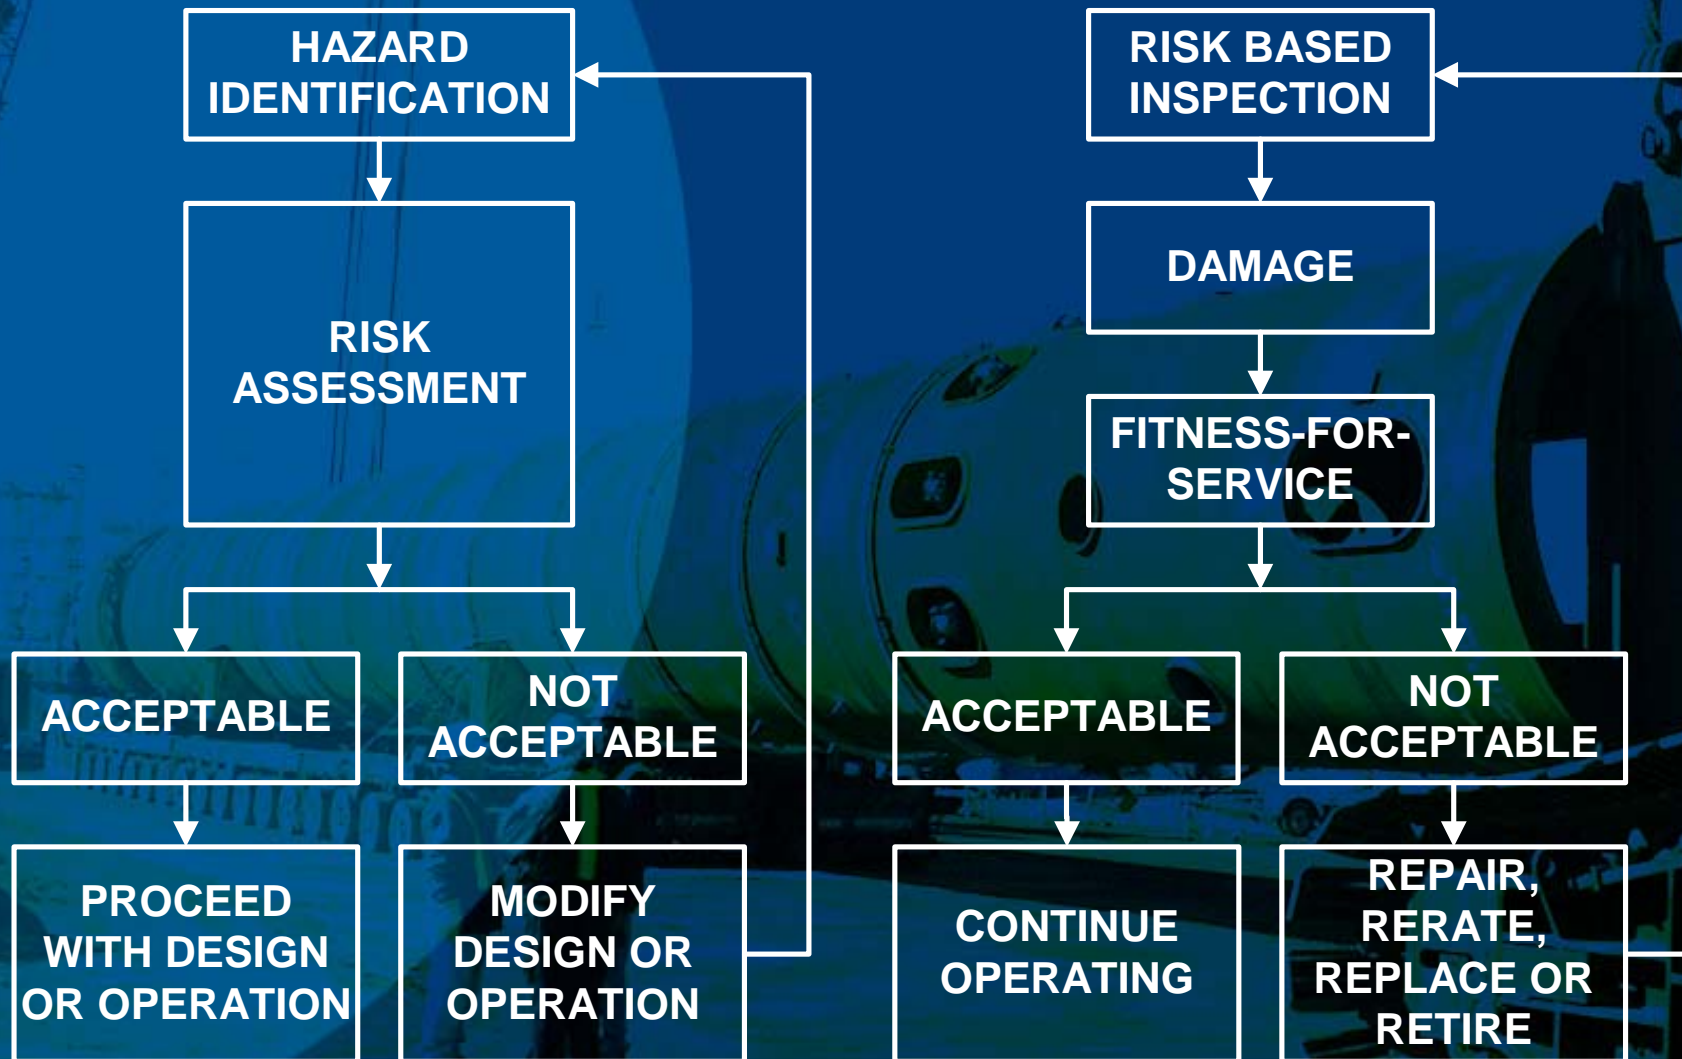 HAZARD
IDENTIFICATION
RISK
ASSESSMENT
ACCEPTABLE
NOT
ACCEPTABLE
PROCEED
WITH DESIGN
OR OPERATION
MODIFY
DESIGN OR
OPERATION
RISK BASED
INSPECTION
DAMAGE
FITNESS-FOR-
SERVICE
ACCEPTABLE
NOT
ACCEPTABLE
CONTINUE
OPERATING
REPAIR,
RERATE,
REPLACE OR
RETIRE